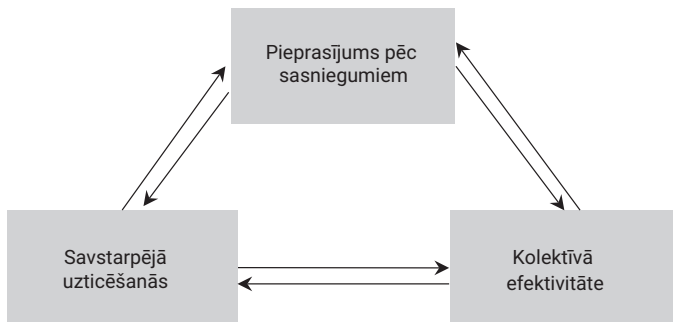 Pieprasījums pēc
sasniegumiem
Savstarpējā
uzticēšanās
Kolektīvā
efektivitāte